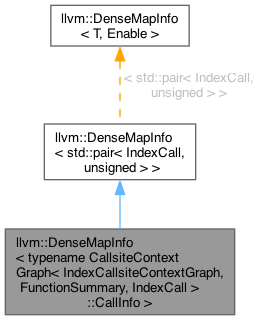 llvm::DenseMapInfo
< T, Enable >
< std::pair< IndexCall,
unsigned > >
llvm::DenseMapInfo
< std::pair< IndexCall,
unsigned > >
llvm::DenseMapInfo
< typename CallsiteContext
Graph< IndexCallsiteContextGraph,
FunctionSummary, IndexCall >
::CallInfo >